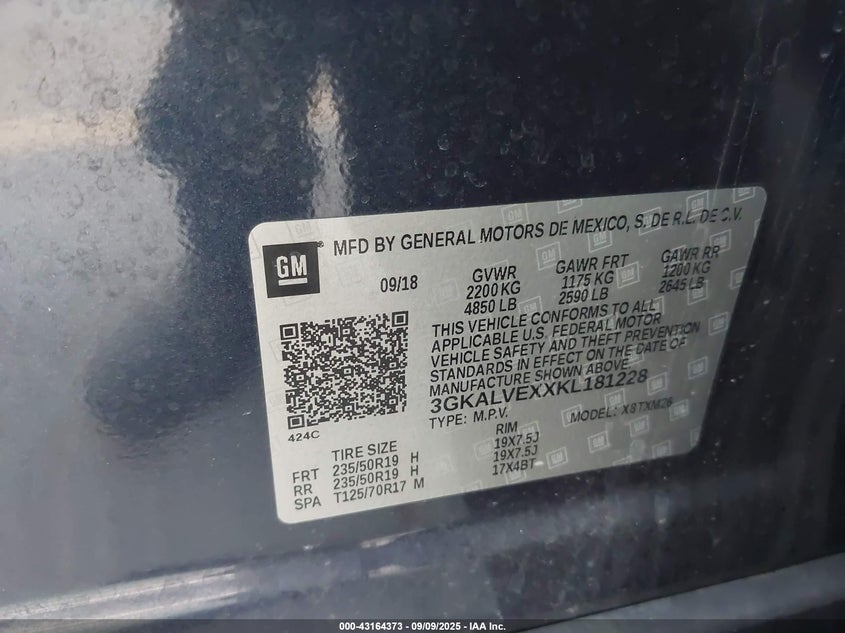 GM
MFD BY GENERAL MOTORS DE MEXICO, S. DE R.L. DE C.V.
09/18
GVWR GAWR FRT GAWR RR
2200 KG 1175 KG 1200 KG
4850 LB 2590 LB 2645 LB
THIS VEHICLE CONFORMS TO ALL
APPLICABLE U.S. FEDERAL MOTOR
VEHICLE SAFETY AND THEFT PREVENTION
STANDARDS IN EFFECT ON THE DATE OF
MANUFACTURE SHOWN ABOVE.
3GKALVEXXKL181228
TYPE: M.P.V. MODEL: X8TXM26
424C
TIRE SIZE RIM
FRT 235/50R19 H 19X7.5J
RR 235/50R19 H 19X7.5J
SPA T125/70R17 M 17X4BT
000-43164373 - 09/09/2025 - IAA Inc.